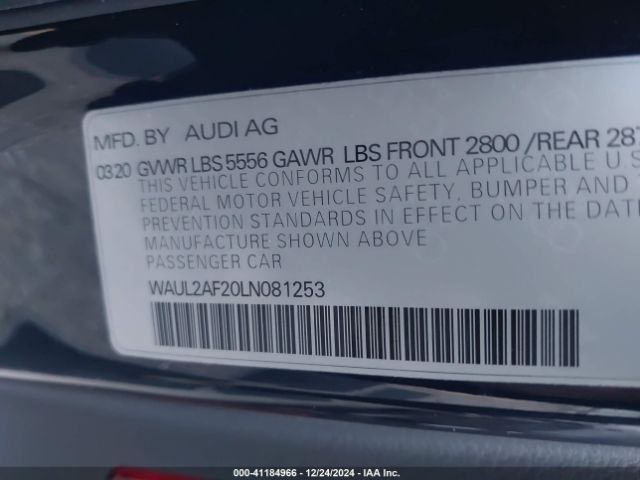 MFD. BY AUDI AG
0320 GVWR LBS 5556 GAWR LBS FRONT 2800 /REAR
THIS VEHICLE CONFORMS TO ALL APPLICABLE U.S
FEDERAL MOTOR VEHICLE SAFETY, BUMPER AND
PREVENTION STANDARDS IN EFFECT ON THE DATE
MANUFACTURE SHOWN ABOVE
PASSENGER CAR
WAUL2AF20LN081253
000-41184966 - 12/24/2024 - IAA Inc.